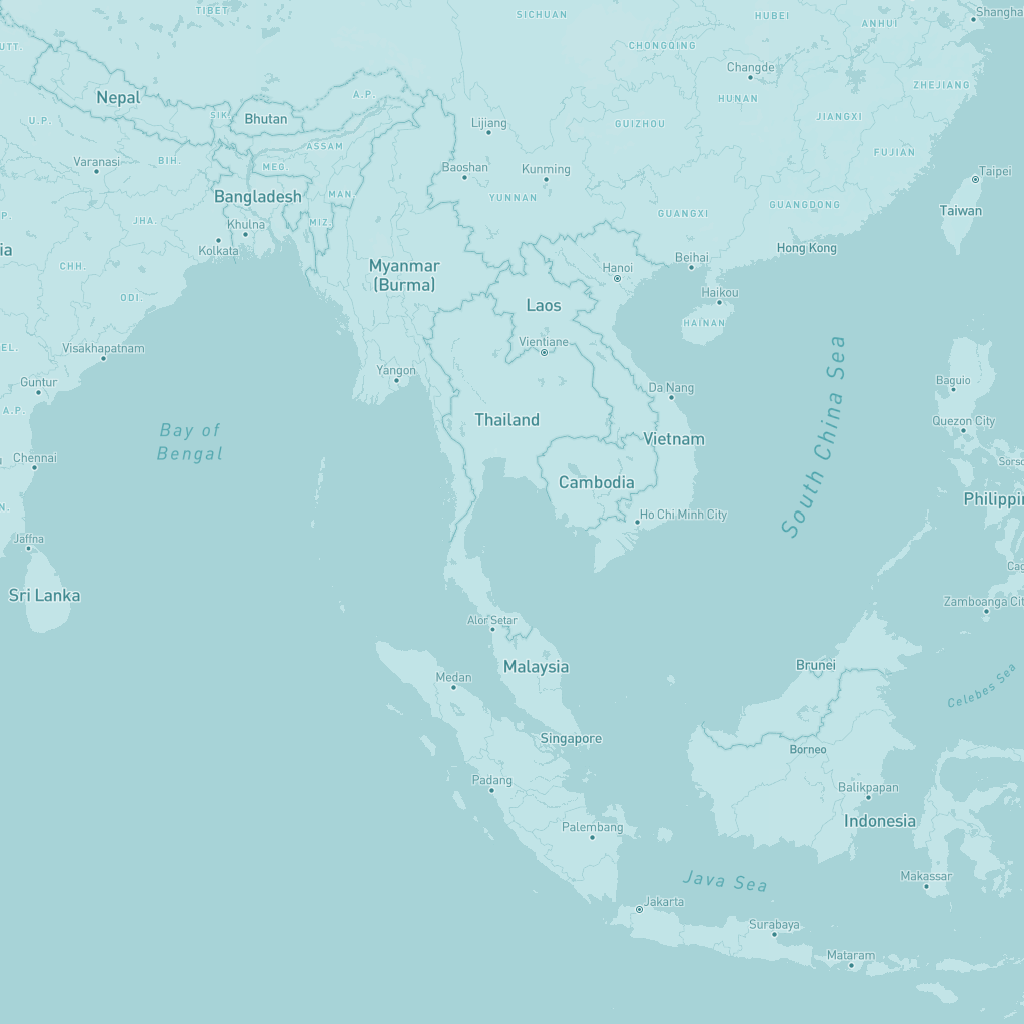 TIBET
SICHUAN
HUBEI
Shangha
ANHUI
UTT.
CHONGQING
Changde
ZHEJIANG
Nepal
A.P.
HUNAN
SIK.
Bhutan
JIANGXI
U.P.
Lijiang
GUIZHOU
ASSAM
FUJIAN
Varanasi
BIH.
MEG.
Baoshan
Kunming
Taipei
Bangladesh
MAN.
YUNNAN
P.
JHA.
Khulna
MIZ.
GUANGXI
GUANGDONG
Taiwan
ia
Kolkata
Hong Kong
CHH.
Myanmar
(Burma)
Hanoi
Beihai
ODI.
Laos
Haikou
HAINAN
EL.
Visakhapatnam
Vientiane
Guntur
Yangon
Da Nang
Baguio
A.P.
Thailand
Quezon City
Bay of
Bengal
Vietnam
South China Sea
Chennai
Sorso
Cambodia
Philippin
N.
Ho Chi Minh City
Jaffna
Cag
Sri Lanka
Zamboanga Cit
Alor Setar
Malaysia
Brunei
Medan
Celebes Sea
Singapore
Borneo
Padang
Balikpapan
Palembang
Indonesia
Java Sea
Makassar
Jakarta
Surabaya
Mataram